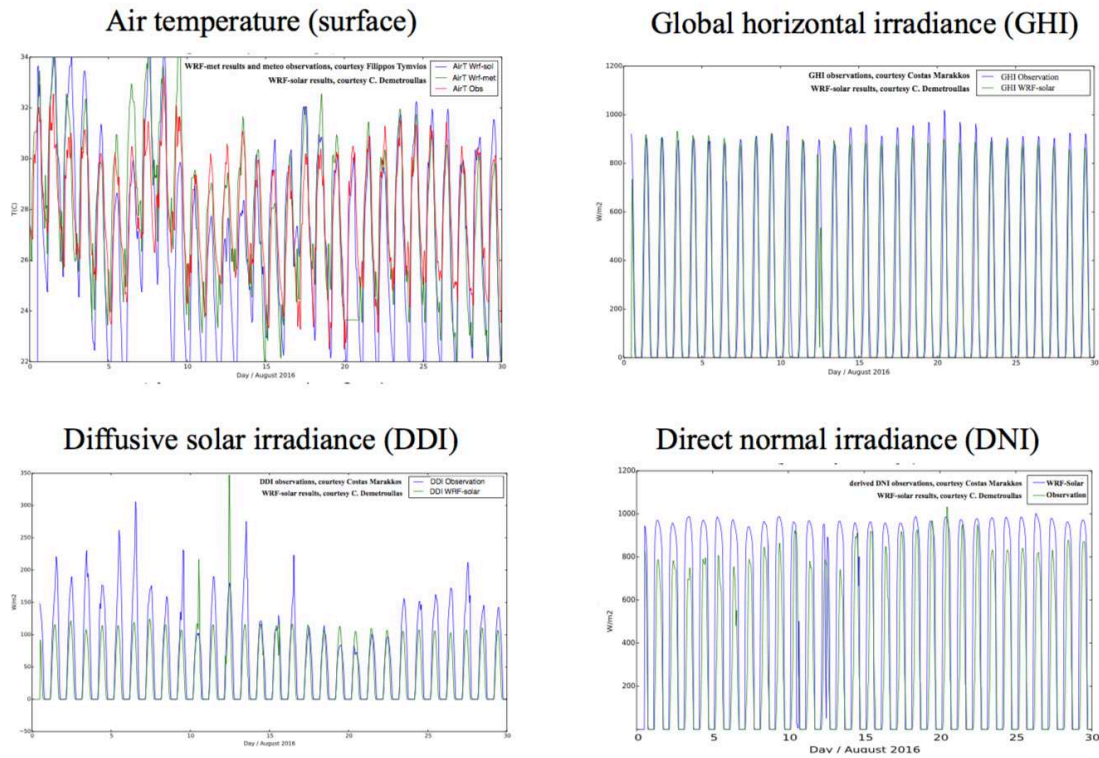 Air temperature (surface)
WRF-met results and meteo observations, courtesy Filippos Tymvios
WRF-solar results, courtesy C. Demetroullas
AirT Wrf-sol
AirT Wrf-met
AirT Obs
34
32
30
28
26
24
22
T(C)
0 5 10 15 20 25 30
Day / August 2016
Global horizontal irradiance (GHI)
GHI observations, courtesy Costas Marakkos
WRF-solar results, courtesy C. Demetroullas
GHI Observation
GHI WRF-solar
1200
1000
800
600
400
200
0
W/m2
0 5 10 15 20 25 30
Day / August 2016
Diffusive solar irradiance (DDI)
DDI observations, courtesy Costas Marakkos
WRF-solar results, courtesy C. Demetroullas
DDI Observation
DDI WRF-solar
350
300
250
200
150
100
50
0
−50
W/m2
0 5 10 15 20 25 30
Day / August 2016
Direct normal irradiance (DNI)
derived DNI observations, courtesy Costas Marakkos
WRF-solar results, courtesy C. Demetroullas
WRF-Solar
Observation
1200
1000
800
600
400
200
W/m2
0 5 10 15 20 25 30
Day / August 2016